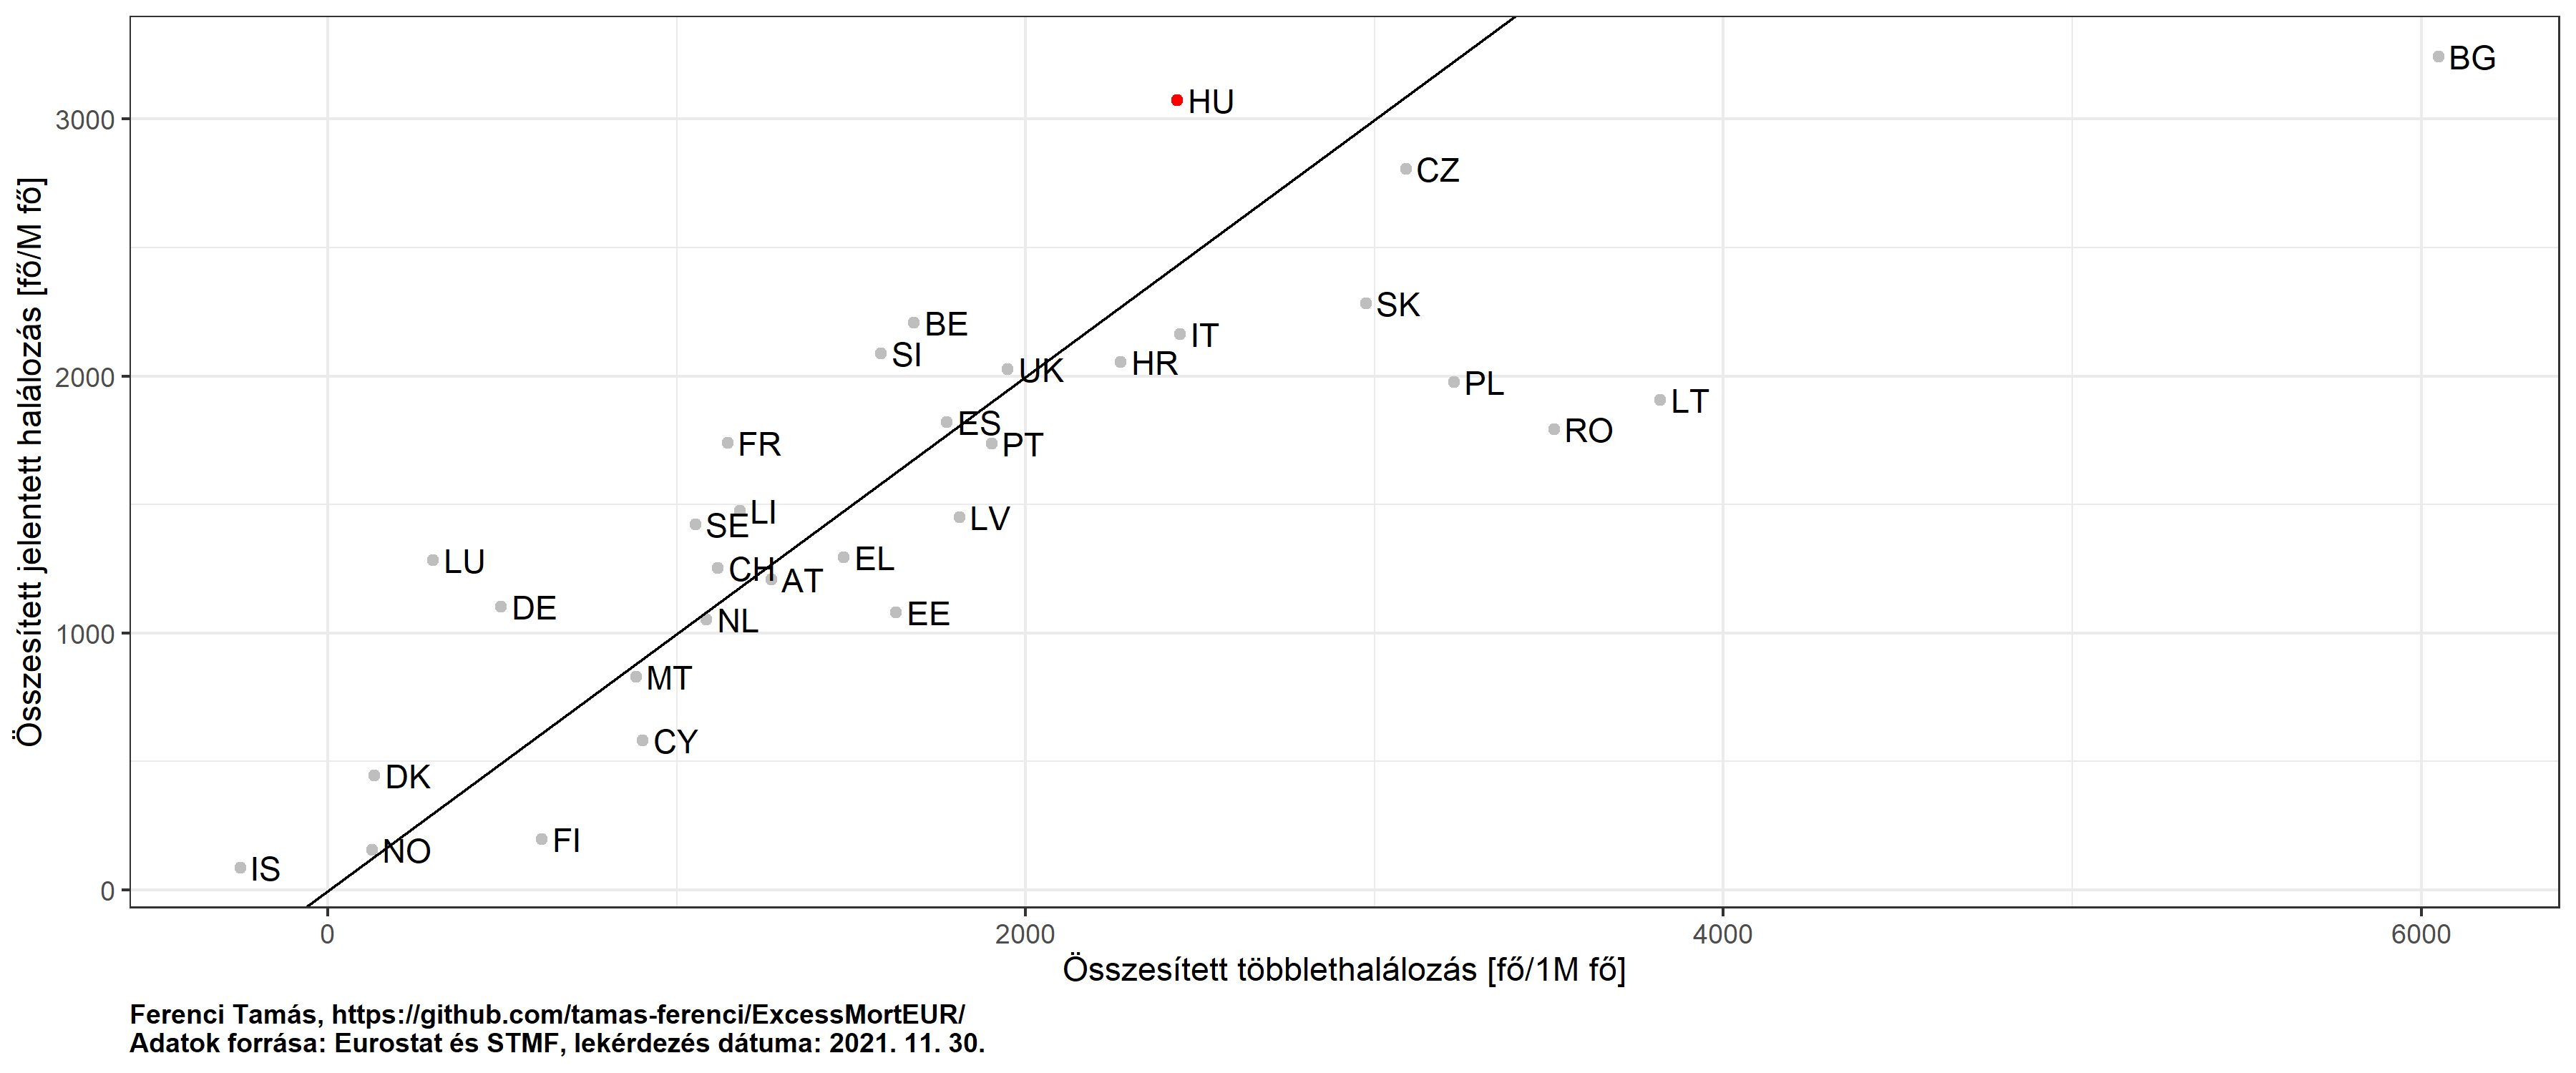 Összesített jelentett halálozás [fő/M fő]
3000
2000
1000
0
BG
HU
CZ
SK
BE
IT
SI
HR
UK
PL
LT
ES
RO
FR
PT
LI
LV
SE
EL
LU
CH
AT
DE
EE
NL
MT
CY
DK
FI
NO
IS
0
2000
4000
6000
Összesített többlethalálozás [fő/1M fő]
Ferenci Tamás, https://github.com/tamas-ferenci/ExcessMortEUR/
Adatok forrása: Eurostat és STMF, lekérdezés dátuma: 2021. 11. 30.